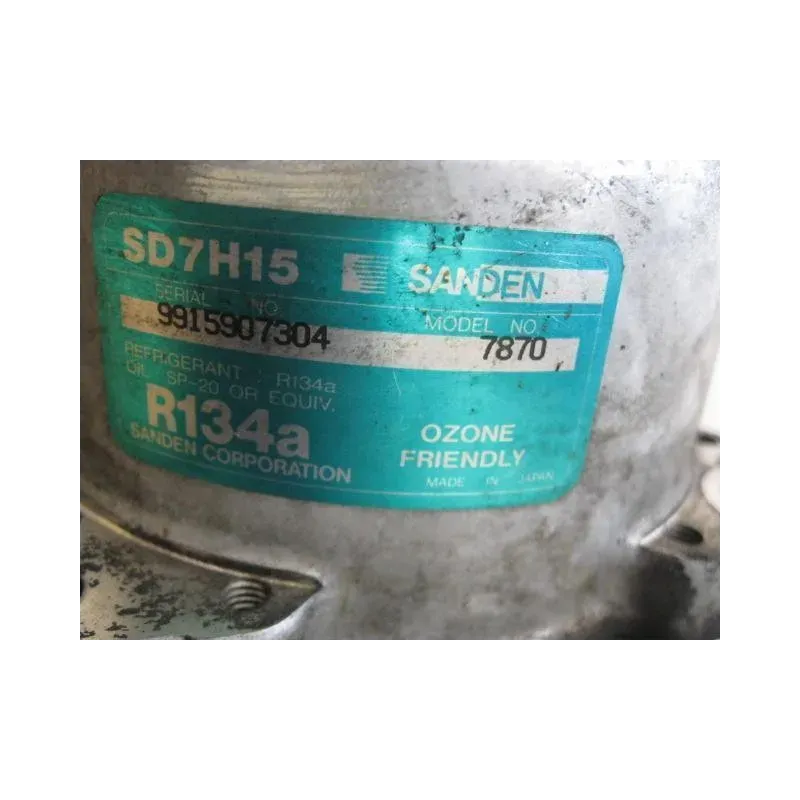 SD7H15 SANDEN
SERIAL NO. MODEL NO.
9915907304 7870
REFRIGERANT : R134a
OIL SP-20 OR EQUIV.
R134a
SANDEN CORPORATION
OZONE
FRIENDLY
MADE IN JAPAN